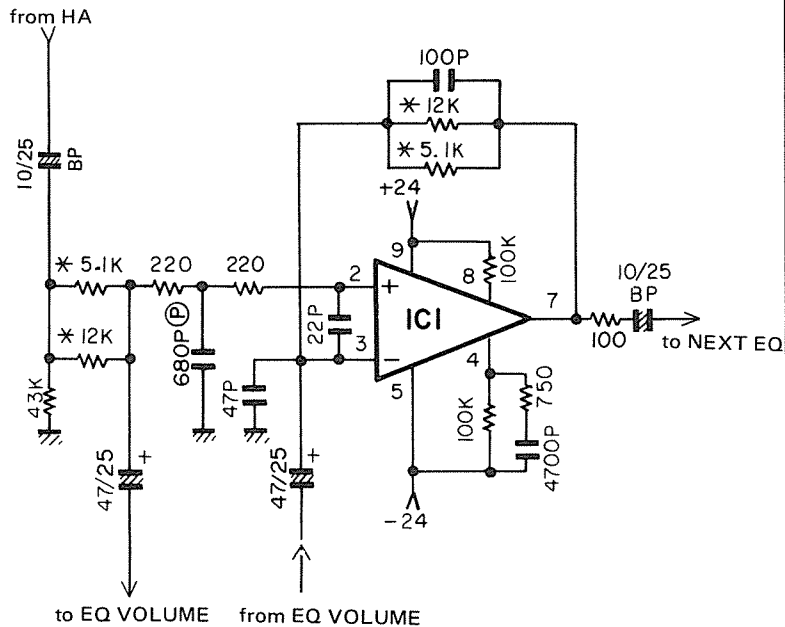 from HA
100P
* 12K
* 5.1K
10/25
BP
+24
* 5.1K
220
220
2
+
9
8
100K
7
10/25
BP
100
to NEXT EQ
IC1
22P
680P Ⓟ
3
−
* 12K
43K
47P
5
4
100K
750
4700P
47/25
+
47/25
+
-24
to EQ VOLUME
from EQ VOLUME